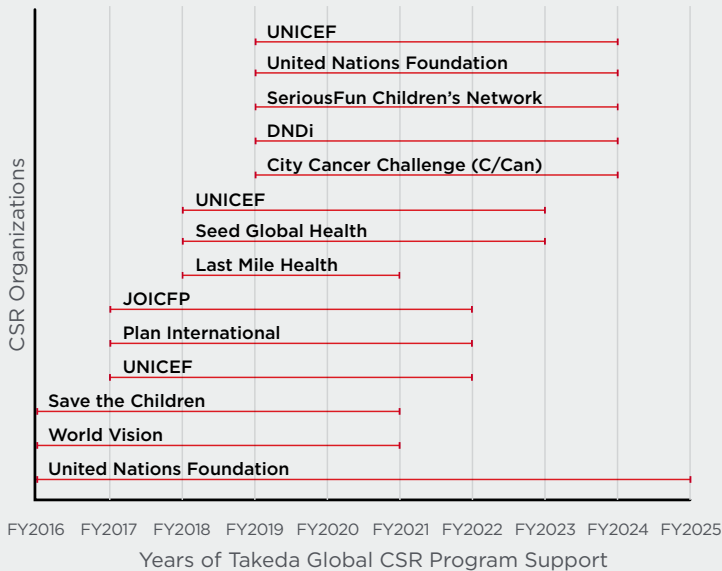 UNICEF
United Nations Foundation
SeriousFun Children's Network
DNDi
City Cancer Challenge (C/Can)
UNICEF
Seed Global Health
Last Mile Health
JOICFP
Plan International
UNICEF
Save the Children
World Vision
United Nations Foundation
CSR Organizations
FY2016 FY2017 FY2018 FY2019 FY2020 FY2021 FY2022 FY2023 FY2024 FY2025
Years of Takeda Global CSR Program Support